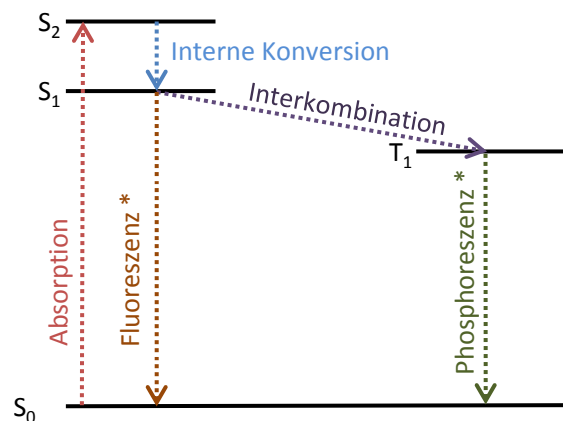 S2
Interne Konversion
S1
Interkombination
T1
Absorption
Fluoreszenz *
Phosphoreszenz *
S0